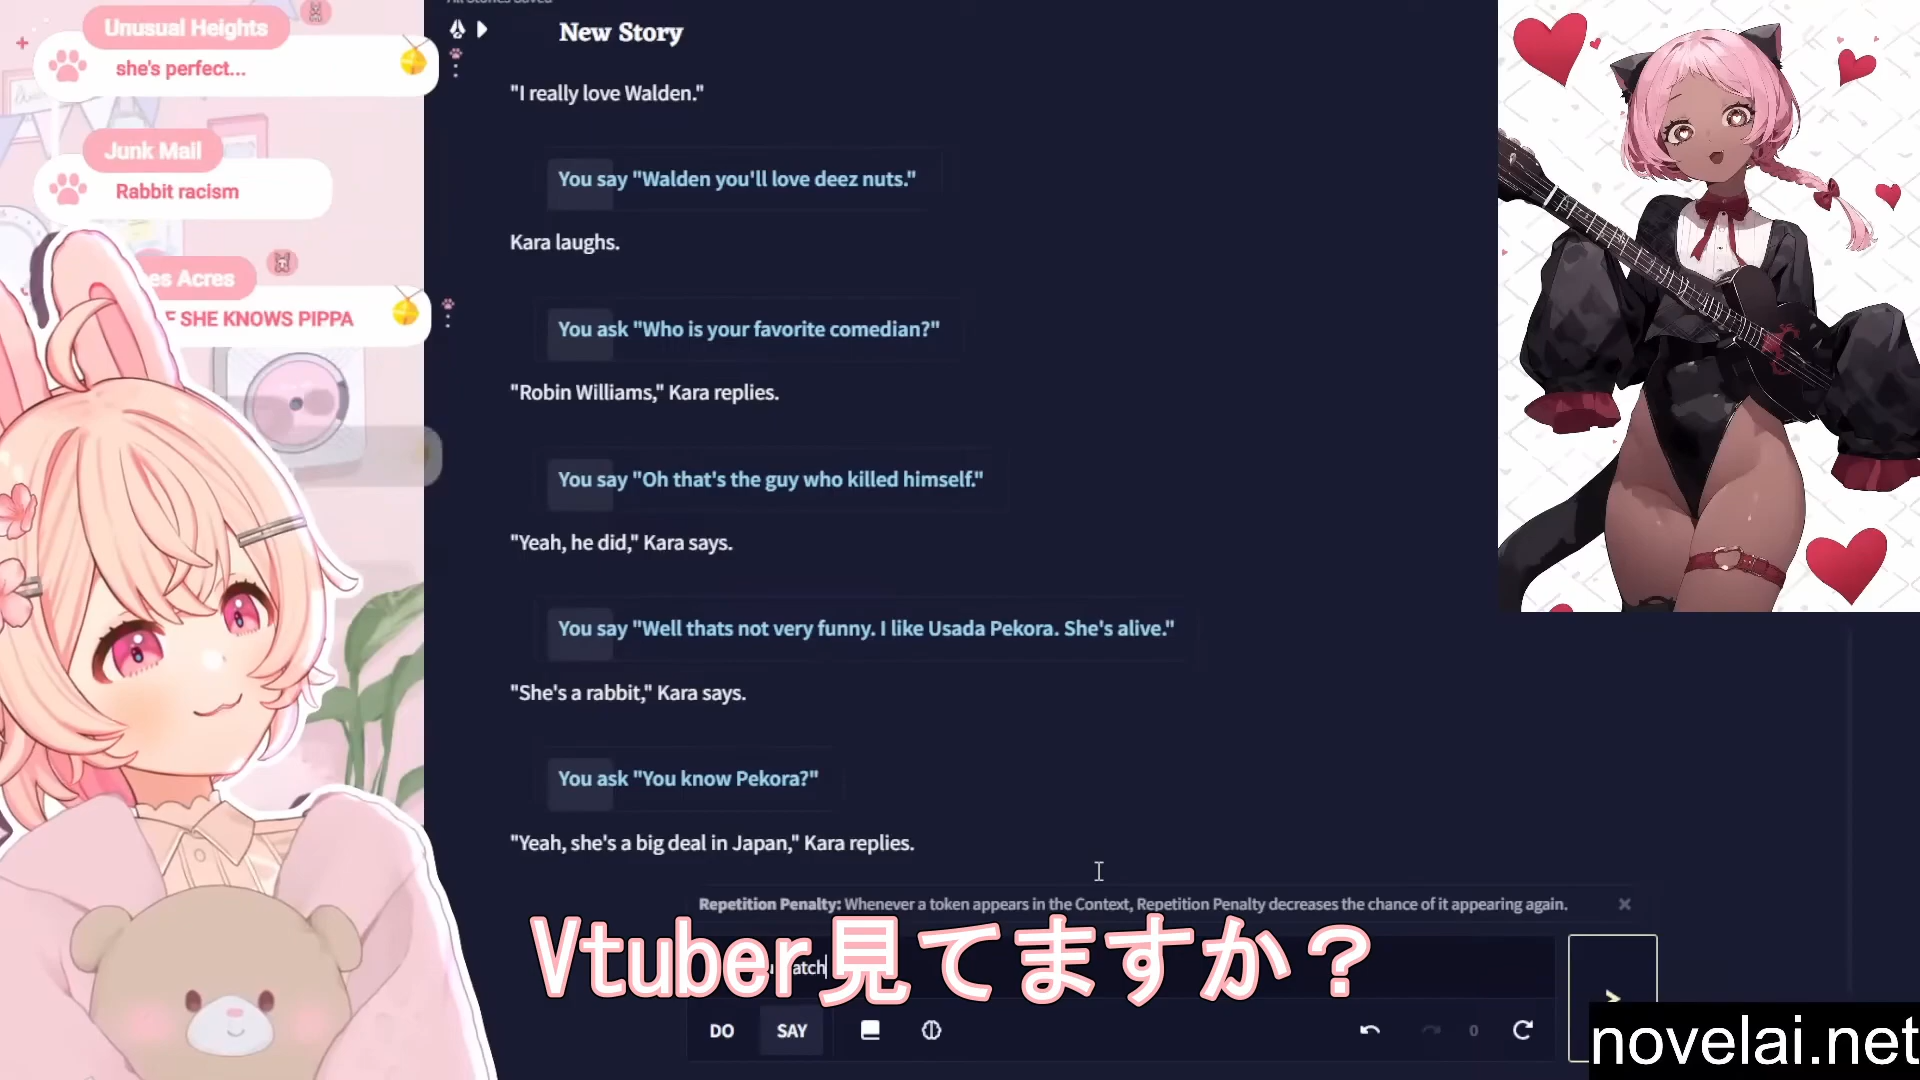 Unusual Heights
she's perfect...
Junk Mail
Rabbit racism
es Acres
SHE KNOWS PIPPA
All Stories Saved
New Story
"I really love Walden."
You say "Walden you'll love deez nuts."
Kara laughs.
You ask "Who is your favorite comedian?"
"Robin Williams," Kara replies.
You say "Oh that's the guy who killed himself."
"Yeah, he did," Kara says.
You say "Well thats not very funny. I like Usada Pekora. She's alive."
"She's a rabbit," Kara says.
You ask "You know Pekora?"
"Yeah, she's a big deal in Japan," Kara replies.
Repetition Penalty: Whenever a token appears in the Context, Repetition Penalty decreases the chance of it appearing again.
Vtuber見てますか？
atch
DO SAY 0
novelai.net